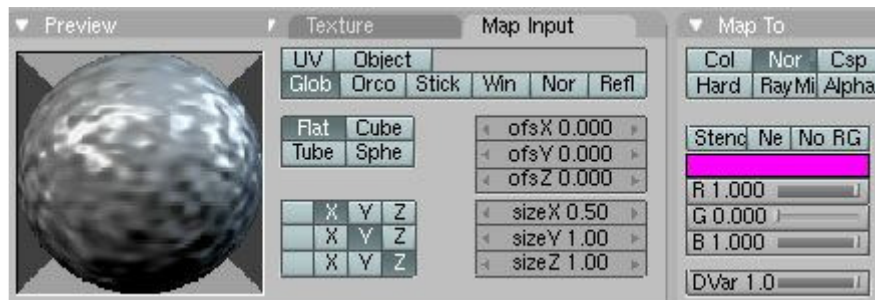 Preview Texture Map Input Map To
UV Object Col Nor Csp
Glob Orco Stick Win Nor Refl Hard RayMi Alpha
Flat Cube ofsX 0.000
Tube Sphe ofsY 0.000 Stenc Ne No RG
ofsZ 0.000
R 1.000
X Y Z sizeX 0.50 G 0.000
X Y Z sizeY 1.00 B 1.000
X Y Z sizeZ 1.00
DVar 1.0